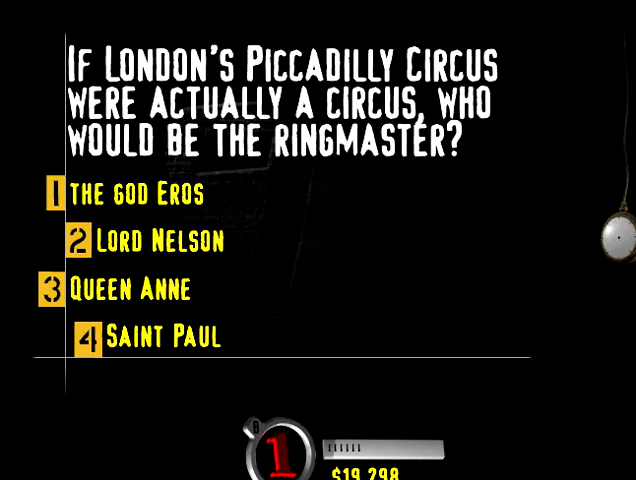 If London's Piccadilly Circus
were actually a circus, who
would be the ringmaster?
1 the god Eros
2 Lord Nelson
3 Queen Anne
4 Saint Paul
1
$19,298